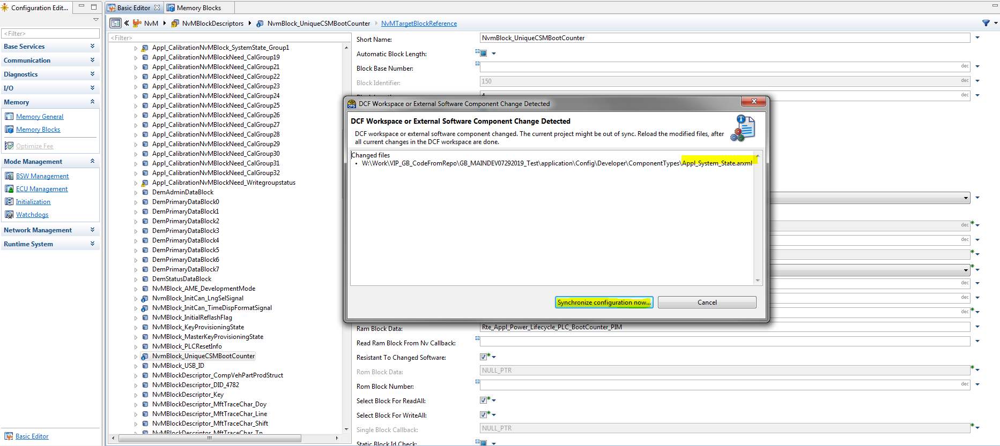 Configuration Edit...
<Filter>
Base Services
Communication
Diagnostics
I/O
Memory
Memory General
Memory Blocks
Optimize Fee
Mode Management
BSW Management
ECU Management
Initialization
Watchdogs
Network Management
Runtime System
Basic Editor
Basic Editor
Memory Blocks
NvM
NvMBlockDescriptors
NvmBlock_UniqueCSMBootCounter
NvMTargetBlockReference
<Filter>
Appl_CalibrationNvMBlock_SystemState_Group1
Appl_CalibrationNvMBlockNeed_CalGroup19
Appl_CalibrationNvMBlockNeed_CalGroup21
Appl_CalibrationNvMBlockNeed_CalGroup22
Appl_CalibrationNvMBlockNeed_CalGroup23
Appl_CalibrationNvMBlockNeed_CalGroup24
Appl_CalibrationNvMBlockNeed_CalGroup25
Appl_CalibrationNvMBlockNeed_CalGroup26
Appl_CalibrationNvMBlockNeed_CalGroup27
Appl_CalibrationNvMBlockNeed_CalGroup28
Appl_CalibrationNvMBlockNeed_CalGroup29
Appl_CalibrationNvMBlockNeed_CalGroup30
Appl_CalibrationNvMBlockNeed_CalGroup31
Appl_CalibrationNvMBlockNeed_CalGroup32
Appl_CalibrationNvMBlockNeed_Writegroupstatus
DemAdminDataBlock
DemPrimaryDataBlock0
DemPrimaryDataBlock1
DemPrimaryDataBlock2
DemPrimaryDataBlock3
DemPrimaryDataBlock4
DemPrimaryDataBlock5
DemPrimaryDataBlock6
DemPrimaryDataBlock7
DemStatusDataBlock
NvMBlock_AME_DevelopmentMode
NvmBlock_InitCan_LngSelSignal
NvMBlock_InitCan_TimeDispFormatSignal
NvMBlock_InitialReflashFlag
NvMBlock_KeyProvisioningState
NvMBlock_MasterKeyProvisioningState
NvMBlock_PLCResetInfo
NvmBlock_UniqueCSMBootCounter
NvMBlock_USB_ID
NvMBlockDescriptor_CompVehPartProdStruct
NvMBlockDescriptor_DID_4782
NvMBlockDescriptor_Key
NvMBlockDescriptor_MftTraceChar_Doy
NvMBlockDescriptor_MftTraceChar_Line
NvMBlockDescriptor_MftTraceChar_Shift
NvMBlockDescriptor_MftTraceChar_Tn
Short Name: NvmBlock_UniqueCSMBootCounter
Automatic Block Length:
Block Base Number: dec
Block Identifier: 150 dec
DCF Workspace or External Software Component Change Detected
DCF Workspace or External Software Component Change Detected
DCF workspace or external software component changed. The current project might be out of sync. Reload the modified files, after
all current changes in the DCF workspace are done.
Changed files
• W:\Work\VIP_GB_CodeFromRepo\GB_MAINDEV07292019_Test\application\Config\Developer\ComponentTypes\Appl_System_State.arxml
Synchronize configuration now...
Cancel
dec
dec
dec
dec
dec
dec
Ram Block Data: Rte_Appl_Power_Lifecycle_PLC_BootCounter_PIM
Read Ram Block From Nv Callback:
Resistant To Changed Software:
Rom Block Data: NULL_PTR
Rom Block Number: dec
Select Block For ReadAll:
Select Block For WriteAll:
Single Block Callback: NULL_PTR
Static Block Id Check: